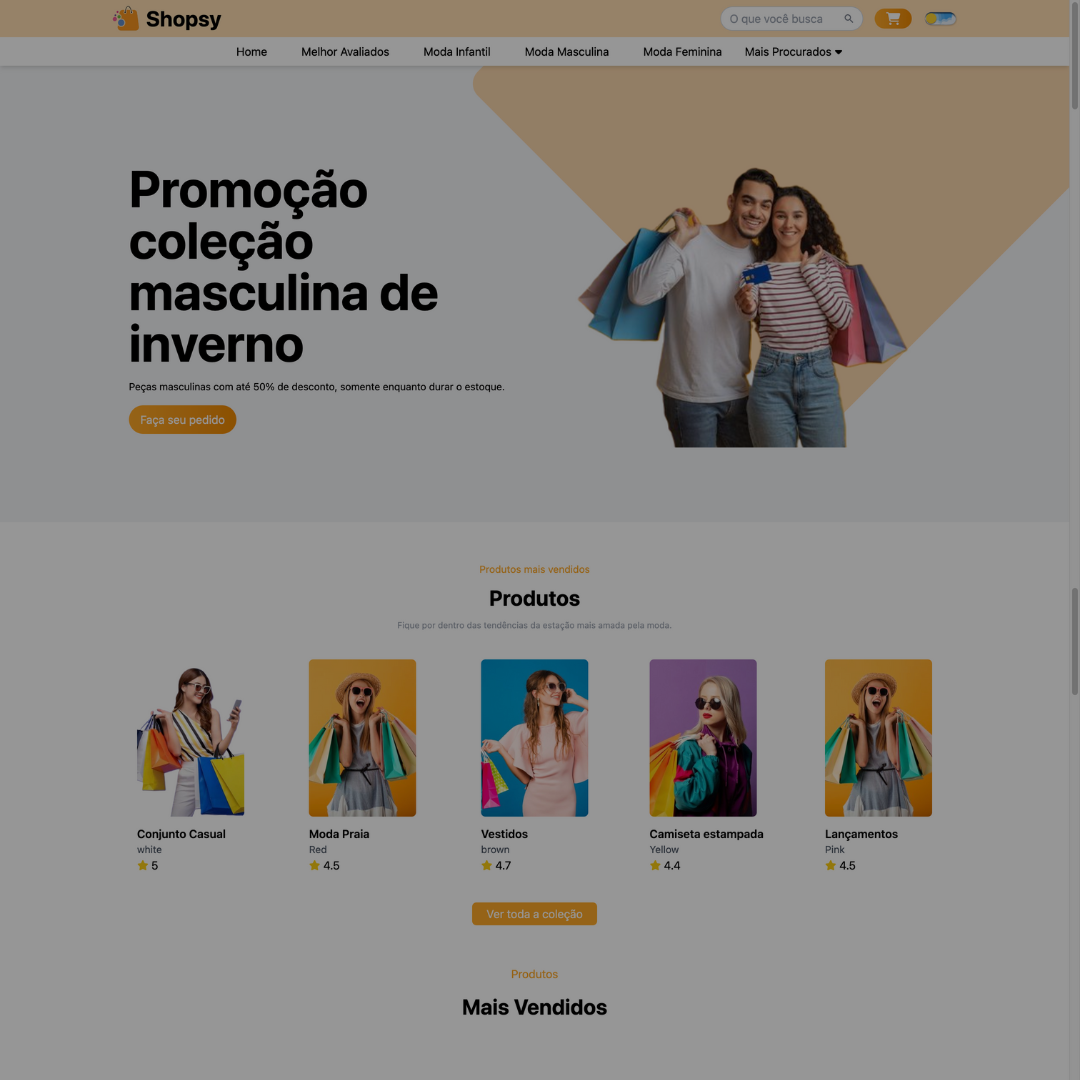 Shopsy
O que você busca
Home Melhor Avaliados Moda Infantil Moda Masculina Moda Feminina Mais Procurados
Promoção
coleção
masculina de
inverno
Peças masculinas com até 50% de desconto, somente enquanto durar o estoque.
Faça seu pedido
Produtos mais vendidos
Produtos
Fique por dentro das tendências da estação mais amada pela moda.
Conjunto Casual
white
5
Moda Praia
Red
4.5
Vestidos
brown
4.7
Camiseta estampada
Yellow
4.4
Lançamentos
Pink
4.5
Ver toda a coleção
Produtos
Mais Vendidos